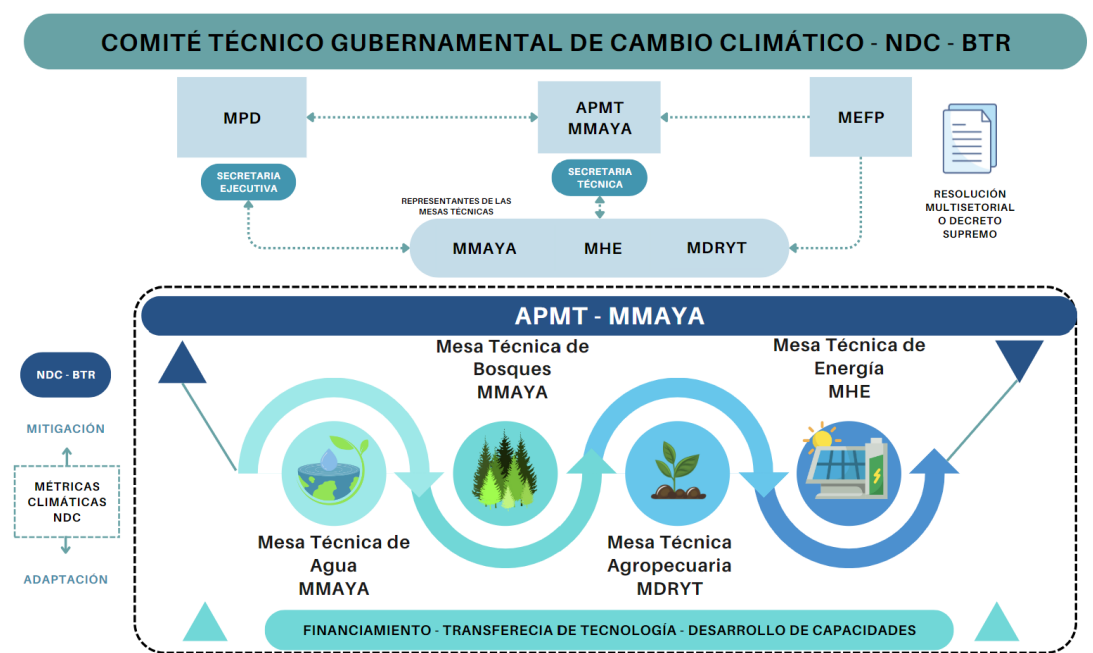 COMITÉ TÉCNICO GUBERNAMENTAL DE CAMBIO CLIMÁTICO - NDC - BTR
MPD
APMT
MMAYA
MEFP
SECRETARIA
EJECUTIVA
SECRETARIA
TÉCNICA
REPRESENTANTES DE LAS
MESAS TÉCNICAS
MMAYA
MHE
MDRYT
RESOLUCIÓN
MULTISETORIAL
O DECRETO
SUPREMO
APMT - MMAYA
NDC - BTR
MITIGACIÓN
MÉTRICAS
CLIMÁTICAS
NDC
ADAPTACIÓN
Mesa Técnica de
Bosques
MMAYA
Mesa Técnica de
Energía
MHE
Mesa Técnica de
Agua
MMAYA
Mesa Técnica
Agropecuaria
MDRYT
FINANCIAMIENTO - TRANSFERECIA DE TECNOLOGÍA - DESARROLLO DE CAPACIDADES